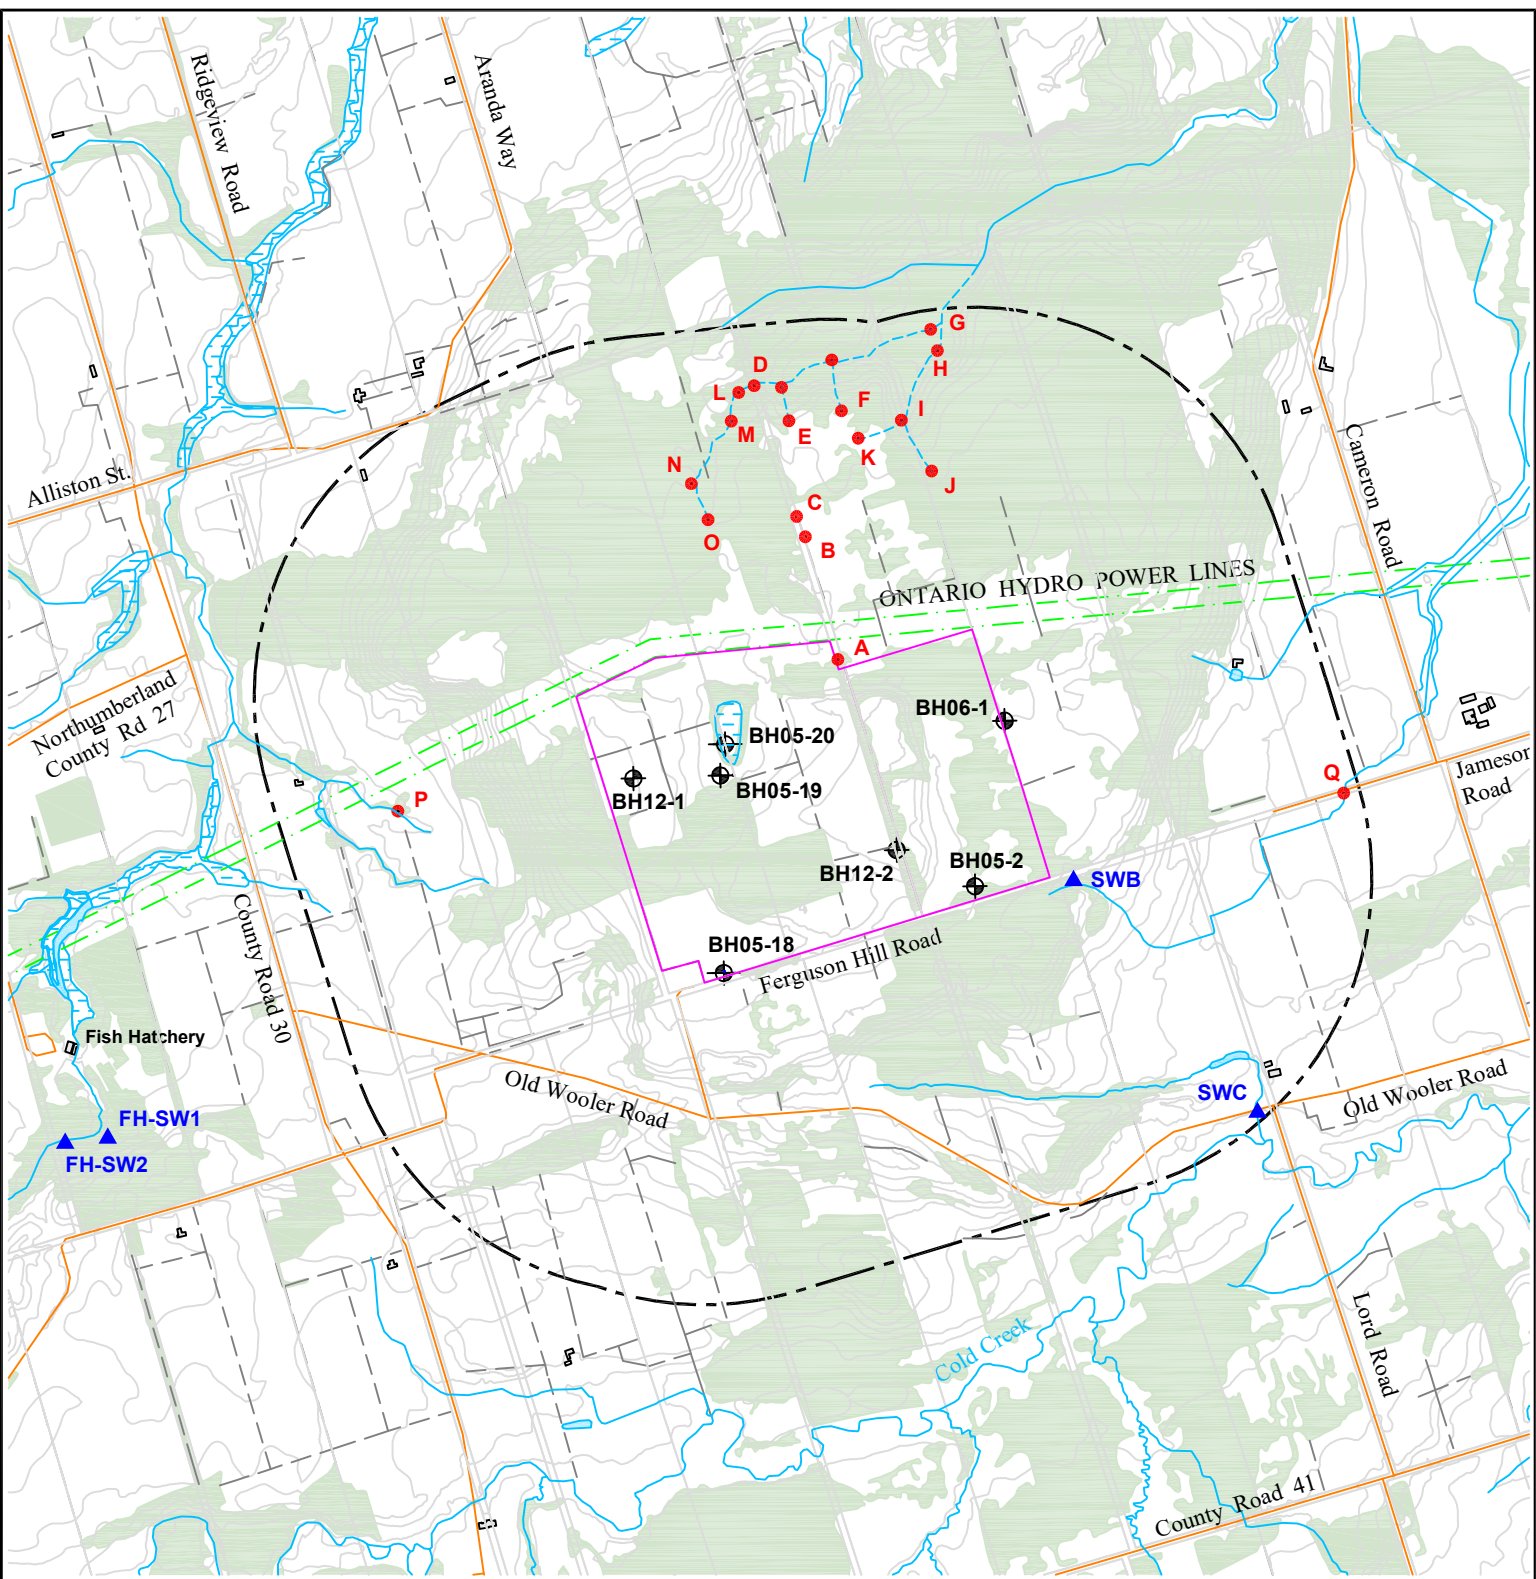 Ridgeview Road
Aranda Way
G
H
D
L
F
I
M
E
K
N
J
C
O
B
Alliston St.
Cameron Road
ONTARIO HYDRO POWER LINES
A
Northumberland
County Rd 27
BH06-1
BH05-20
BH05-19
BH12-1
Q
Jameson
Road
P
BH12-2
BH05-2
SWB
County Road 30
BH05-18
Ferguson Hill Road
Fish Hatchery
Old Wooler Road
SWC
Old Wooler Road
FH-SW1
FH-SW2
Cold Creek
Lord Road
County Road 41